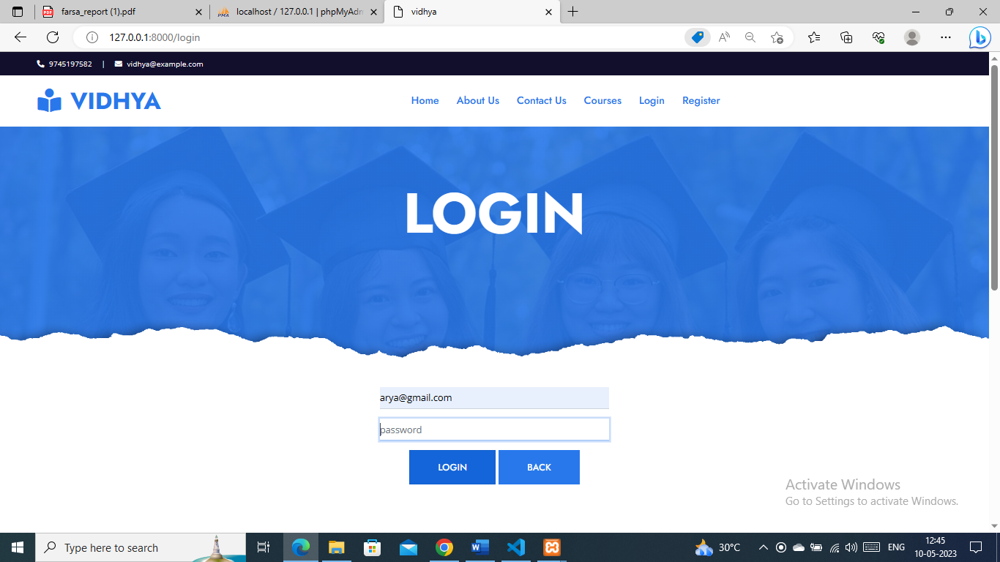 farsa_report (1).pdf
localhost / 127.0.0.1 | phpMyAdm
vidhya
127.0.0.1:8000/login
9745197582 | vidhya@example.com
VIDHYA
Home About Us Contact Us Courses Login Register
LOGIN
arya@gmail.com
password
LOGIN BACK
Activate Windows
Go to Settings to activate Windows.
Type here to search
30°C
ENG
12:45
10-05-2023